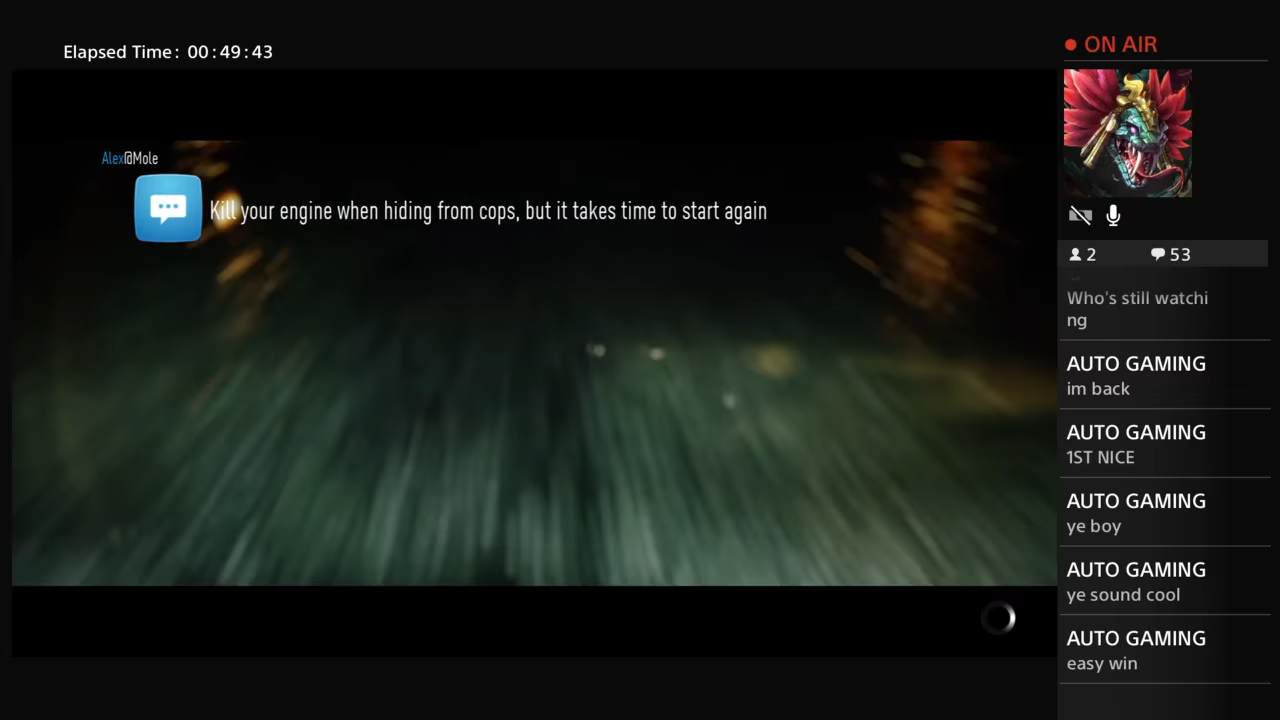 Elapsed Time: 00:49:43
ON AIR
Alex@Mole
Kill your engine when hiding from cops, but it takes time to start again
2
53
Who's still watchi
ng
AUTO GAMING
im back
AUTO GAMING
1ST NICE
AUTO GAMING
ye boy
AUTO GAMING
ye sound cool
AUTO GAMING
easy win